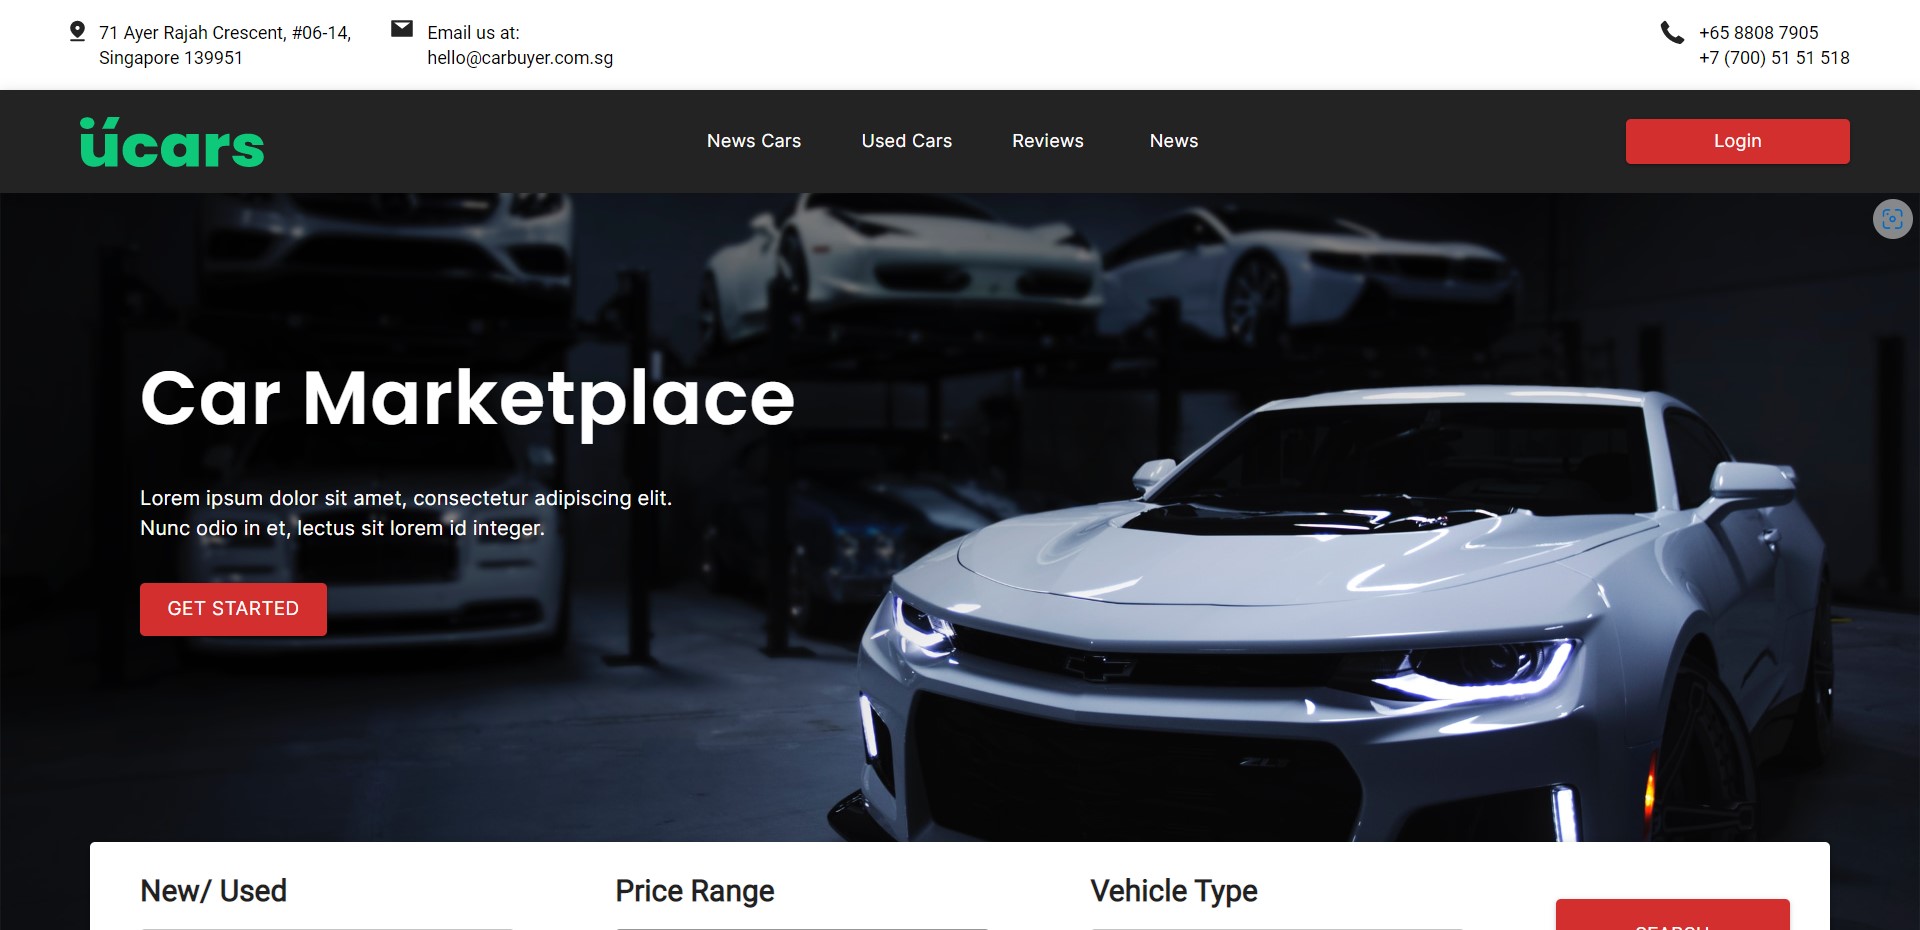 71 Ayer Rajah Crescent, #06-14,
Singapore 139951
Email us at:
hello@carbuyer.com.sg
+65 8808 7905
+7 (700) 51 51 518
űcars
News Cars
Used Cars
Reviews
News
Login
Car Marketplace
Lorem ipsum dolor sit amet, consectetur adipiscing elit.
Nunc odio in et, lectus sit lorem id integer.
GET STARTED
New/ Used
Price Range
Vehicle Type
SEARCH